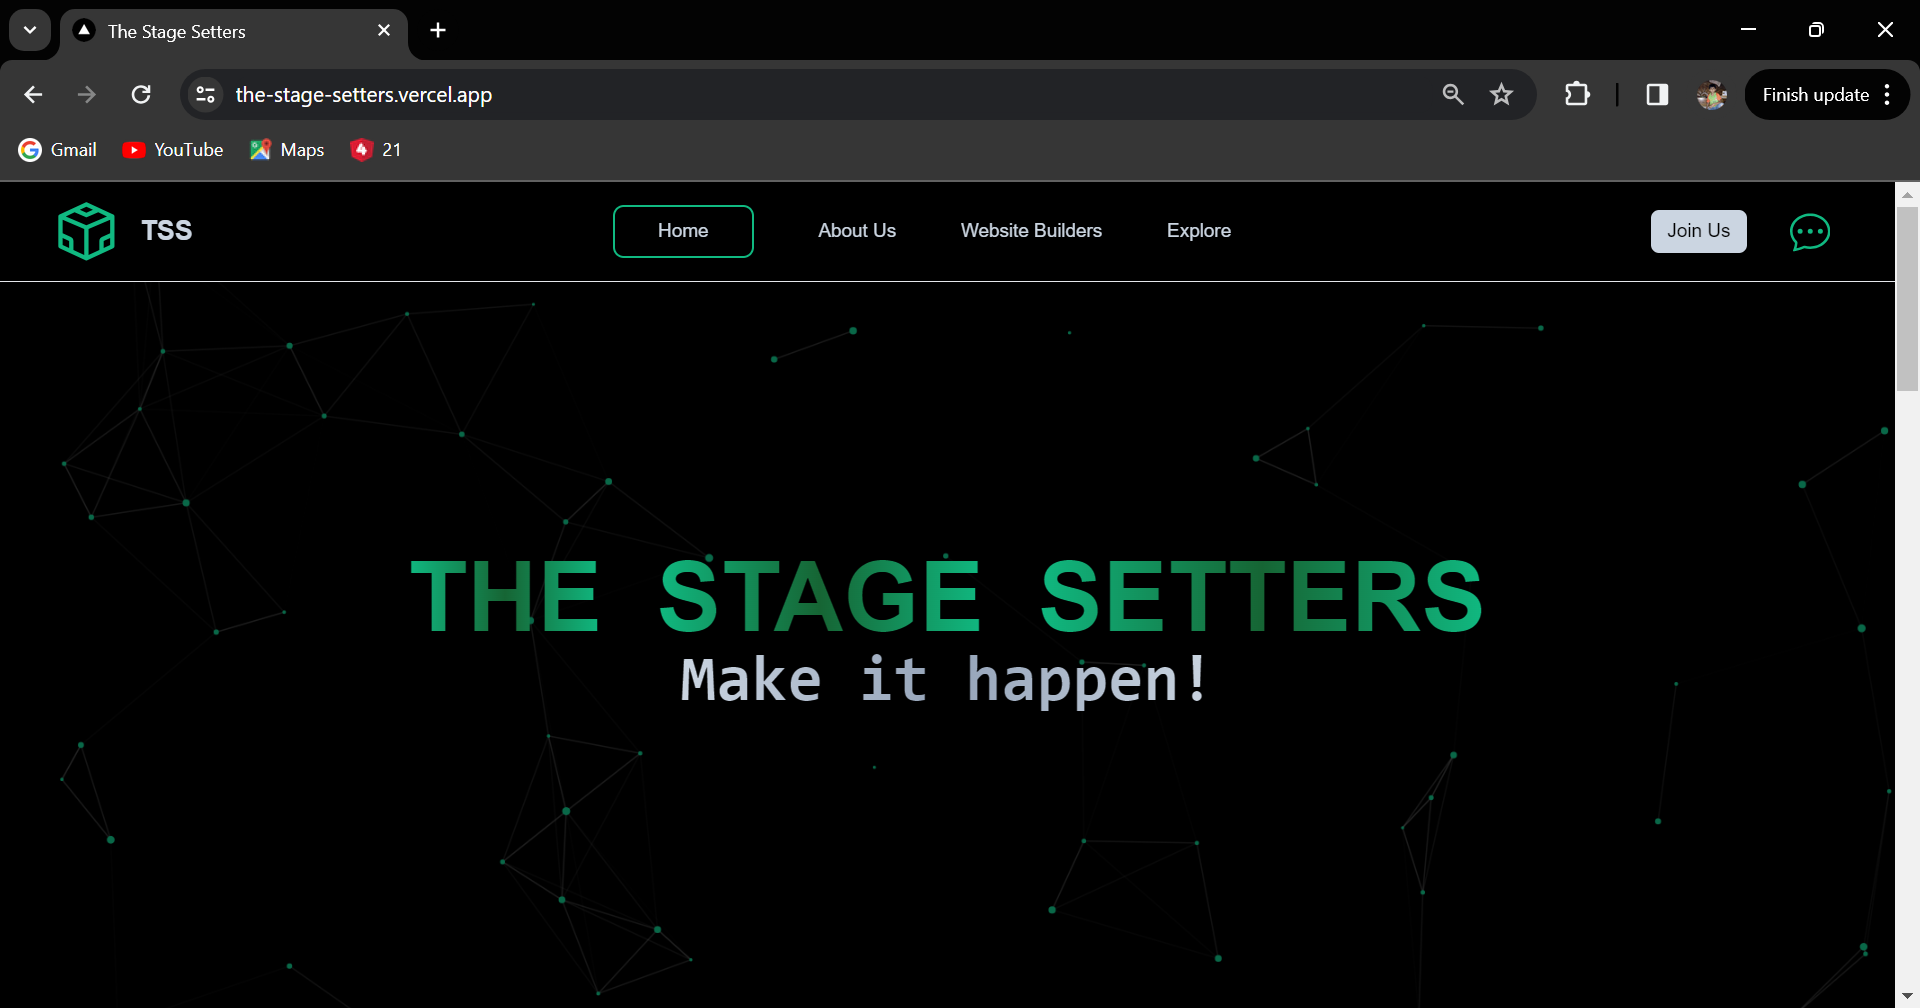 The Stage Setters
the-stage-setters.vercel.app
Finish update
Gmail YouTube Maps 21
TSS Home About Us Website Builders Explore Join Us
THE STAGE SETTERS
Make it happen!